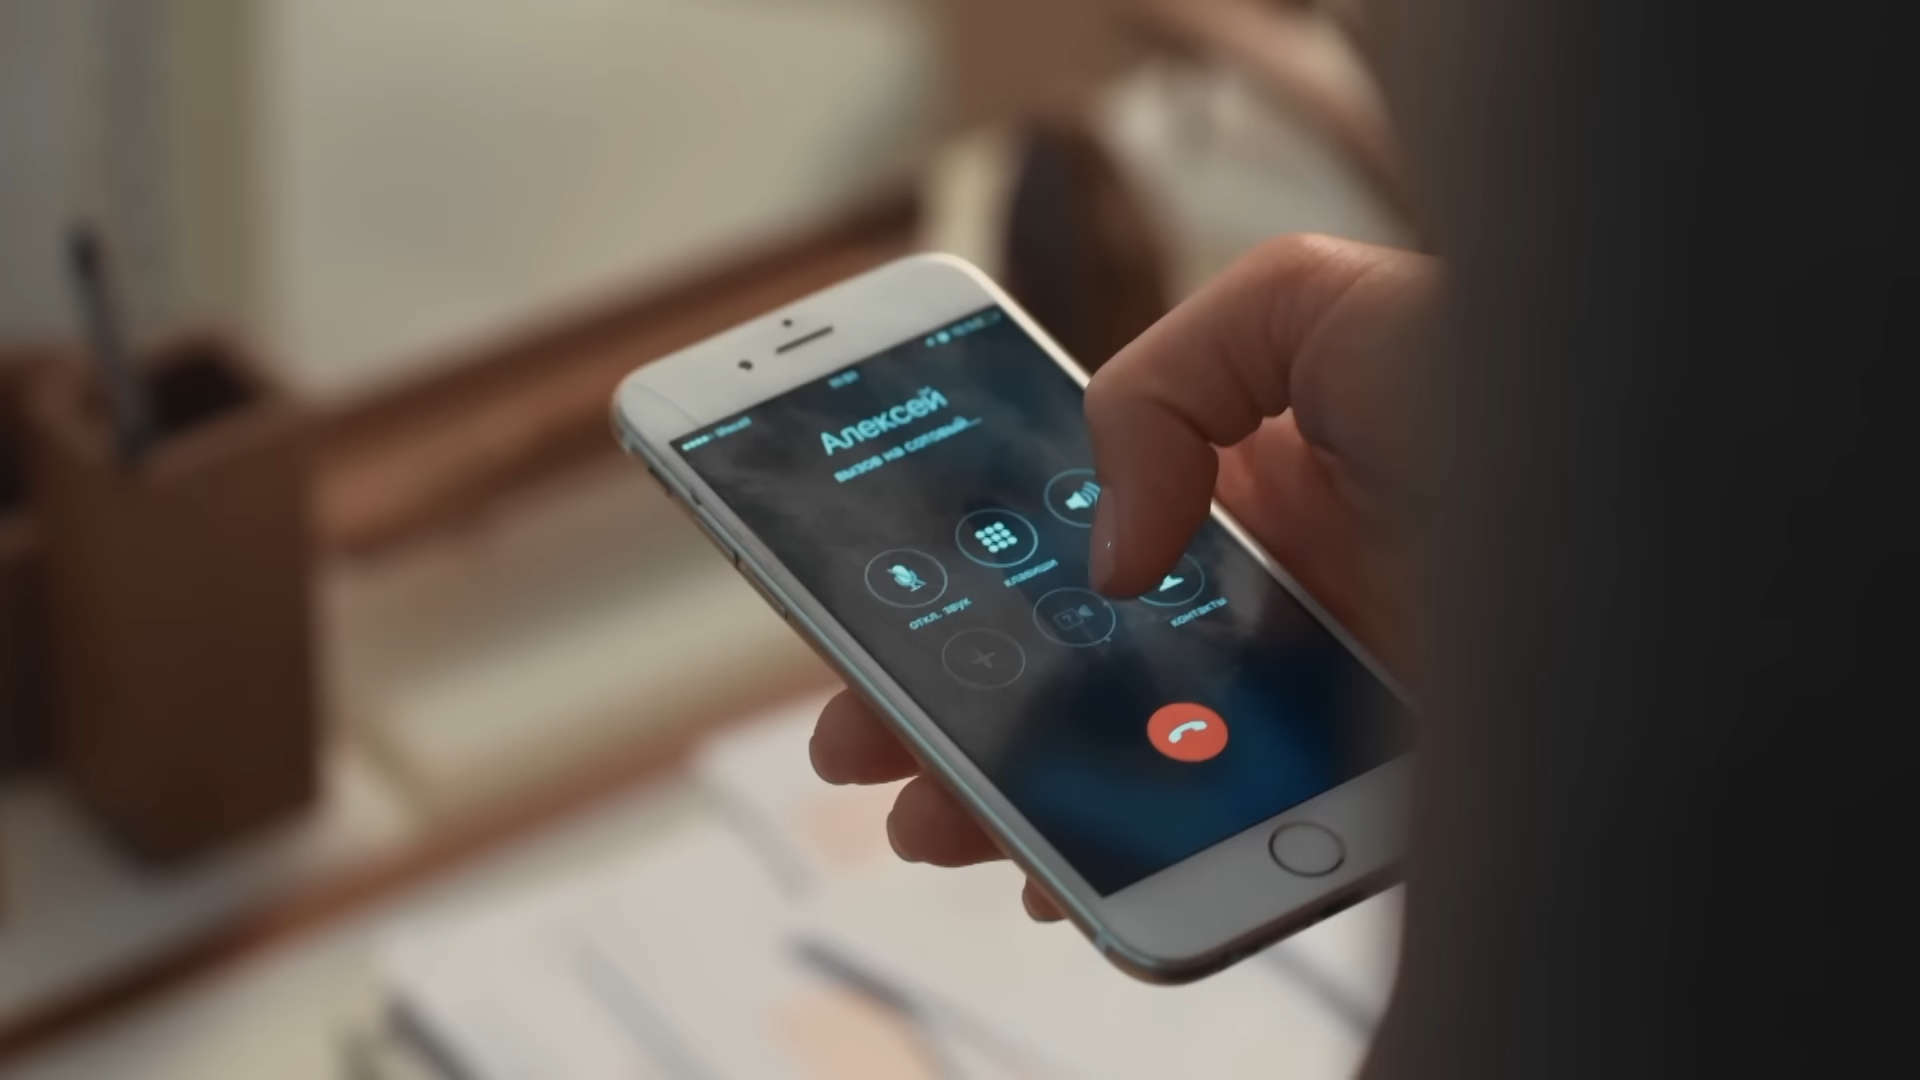 Алексей
вызов на сотовый...
откл. звук
клавиши
контакты